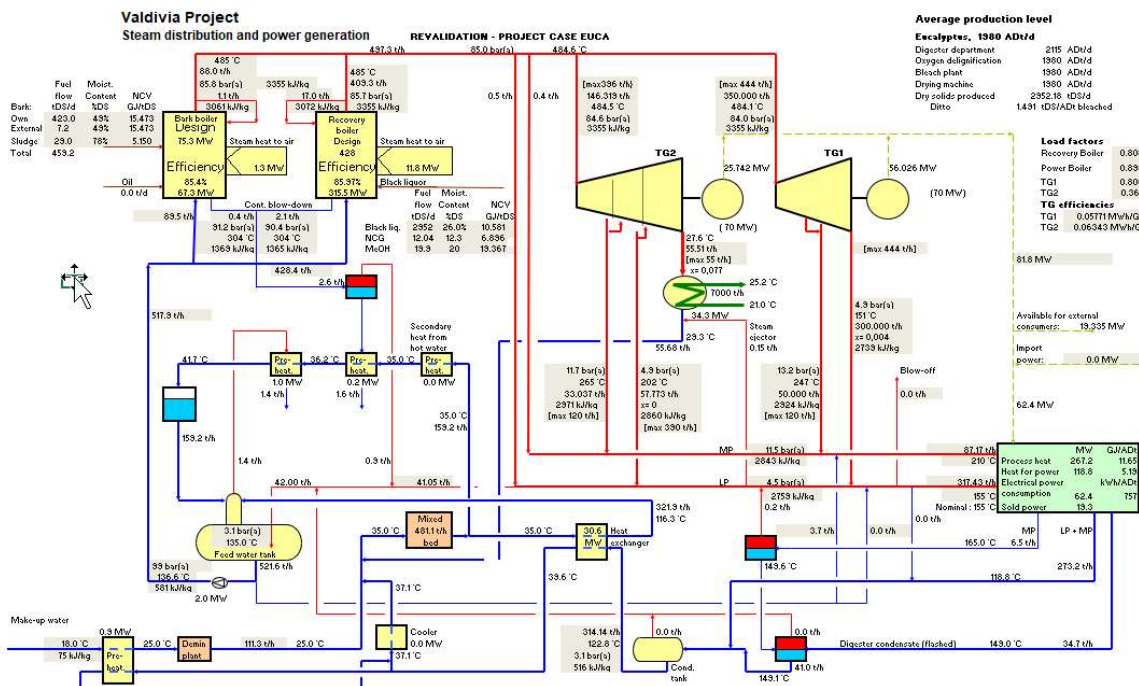 Valdivia Project
Steam distribution and power generation
REVALIDATION - PROJECT CASE EUCA
Average production level
Eucalyptus, 1980 ADt/d
Digester department 2115 ADt/d
Oxygen delignification 1980 ADt/d
Bleach plant 1980 ADt/d
Drying machine 1980 ADt/d
Dry solids produced 2952.18 tDS/d
Ditto 1.491 tDS/ADt bleached
Load factors
Recovery Boiler
Power Boiler
TG1
TG2
TG efficiencies
TG1 0.05771 MWh/G
TG2 0.06343 MWh/G
497.3 t/h 85.0 bar(a) 484.6 °C
485 °C
88.0 t/h
85.8 bar(a)
1.1 t/h
3061 kJ/kg
3355 kJ/kg
485 °C
409.3 t/h
17.0 t/h 85.7 bar(a)
3072 kJ/kg 3355 kJ/kg
Fuel flow tDS/d
Moist. Content %DS
NCV GJ/tDS
Bark:
Own 423.0 49% 15.473
External 7.2 49% 15.473
Sludge 29.0 78% 5.150
Total 459.2
Oil
0.0 t/d
Bark boiler
Design
75.3 MW
Efficiency
85.4%
67.3 MW
Steam heat to air
1.3 MW
Recovery
boiler
Design
428
Efficiency
85.97%
315.5 MW
Steam heat to air
11.8 MW
Black liquor
Fuel flow tDS/d
Moist. Content %DS
NCV GJ/tDS
Black liq. 2952 26.0% 10.581
NCG 12.04 12.3 6.896
MeOH 19.9 20 19.367
89.5 t/h
Cont. blow-down
0.4 t/h 2.1 t/h
91.2 bar(a) 90.4 bar(a)
304 °C 304 °C
1369 kJ/kg 1365 kJ/kg
428.4 t/h
2.6 t/h
517.9 t/h
0.5 t/h 0.4 t/h
[max396 t/h]
146.319 t/h
484.5 °C
84.6 bar(a)
3355 kJ/kg
[max 444 t/h]
350.000 t/h
484.1 °C
84.0 bar(a)
3355 kJ/kg
TG2
25.742 MW
(70 MW)
TG1
56.026 MW
(70 MW)
27.6 °C
55.51 t/h
[max 55 t/h]
x= 0,077
[max 444 t/h]
25.2 °C
7000 t/h
21.0 °C
34.3 MW
29.3 °C
55.68 t/h
Steam
ejector
0.15 t/h
4.9 bar(a)
151 °C
300.000 t/h
x= 0,004
2739 kJ/kg
81.8 MW
Available for external
consumers: 19.335 MW
Import
power: 0.0 MW
62.4 MW
Secondary
heat from
hot water
41.7 °C
Pre-
heat.
1.0 MW
1.4 t/h
36.2 °C
Pre-
heat.
0.2 MW
1.6 t/h
35.0 °C
Pre-
heat.
0.0 MW
35.0 °C
159.2 t/h
159.2 t/h
11.7 bar(a)
265 °C
33.037 t/h
2971 kJ/kg
[max 120 t/h]
4.9 bar(a)
202 °C
57.773 t/h
x= 0
2860 kJ/kg
[max 390 t/h]
13.2 bar(a)
247 °C
50.000 t/h
2924 kJ/kg
[max 120 t/h]
Blow-off
0.0 t/h
MP 11.5 bar(a)
2843 kJ/kg
87.17 t/h
210 °C
LP 4.5 bar(a)
2759 kJ/kg
317.43 t/h
155 °C
Nominal : 155 °C
MW GJ/ADt
Process heat 267.2 11.65
Heat for power 118.8 5.19
Electrical power kWh/ADt
consumption 62.4 757
Sold power 19.3
1.4 t/h
0.9 t/h
42.00 t/h
41.05 t/h
3.1 bar(a)
135.0 °C
Feed water tank
521.6 t/h
99 bar(a)
136.6 °C
581 kJ/kg
2.0 MW
35.0 °C
Mixed
481.1 t/h
bed
35.0 °C
30.6
MW
Heat
exchanger
321.9 t/h
116.3 °C
39.6 °C
0.2 t/h
3.7 t/h
0.0 t/h
0.0 t/h
149.6 °C
165.0 °C
MP
6.5 t/h
LP + MP
273.2 t/h
118.8 °C
37.1 °C
Cooler
0.0 MW
37.1 °C
Make-up water
18.0 °C
75 kJ/kg
0.9 MW
Pre-
heat.
25.0 °C
Demin
plant
111.3 t/h
25.0 °C
314.14 t/h
122.8 °C
3.1 bar(a)
516 kJ/kg
0.0 t/h
Cond.
tank
0.0 t/h
41.0 t/h
149.1 °C
Digester condensate (flashed)
149.0 °C
34.7 t/h